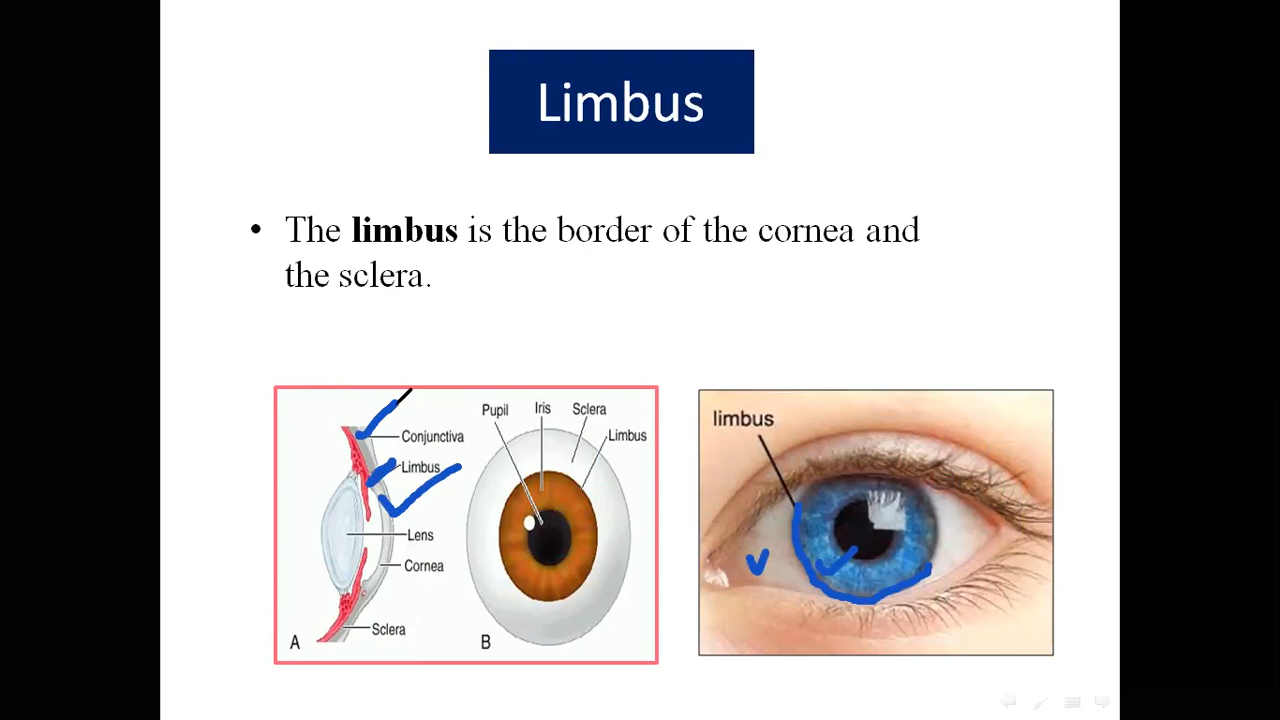 Limbus
• The limbus is the border of the cornea and
the sclera.
Conjunctiva
Limbus
Lens
Cornea
Sclera
A
Pupil
Iris
Sclera
Limbus
B
limbus